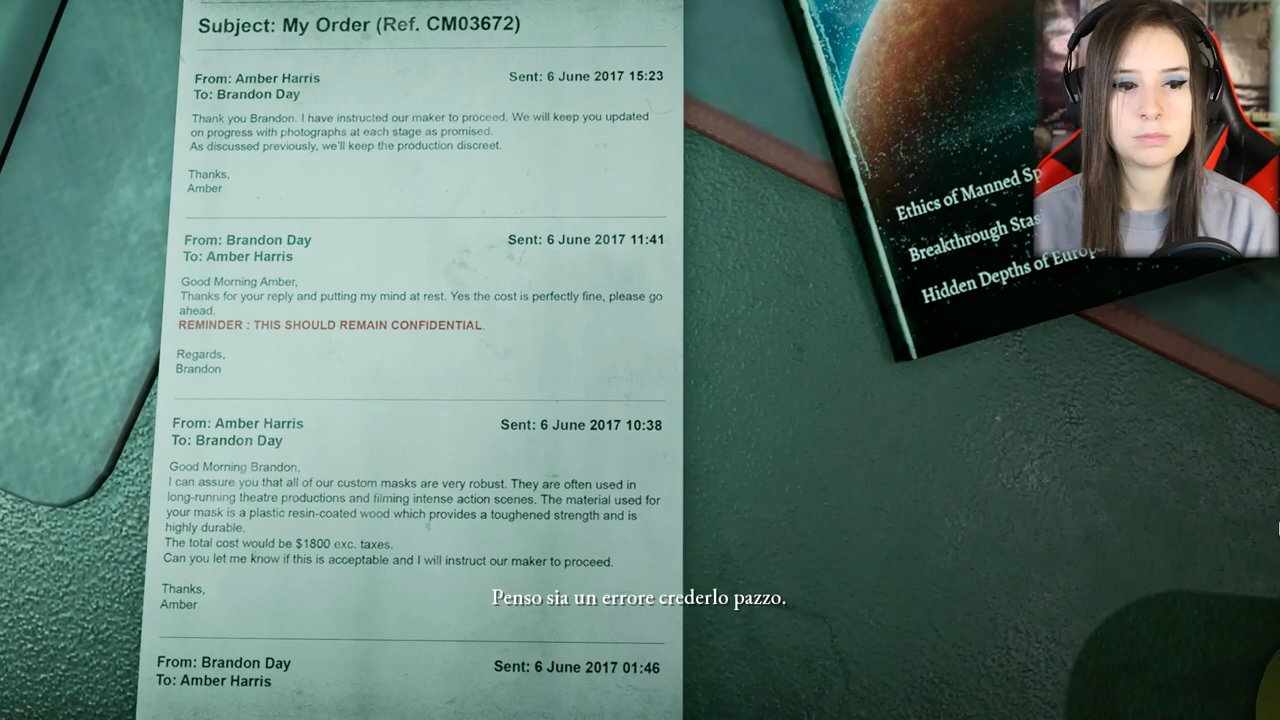 Subject: My Order (Ref. CM03672)
From: Amber Harris
Sent: 6 June 2017 15:23
To: Brandon Day
Thank you Brandon. I have instructed our maker to proceed. We will keep you updated
on progress with photographs at each stage as promised.
As discussed previously, we'll keep the production discreet.
Thanks,
Amber
From: Brandon Day
Sent: 6 June 2017 11:41
To: Amber Harris
Good Morning Amber,
Thanks for your reply and putting my mind at rest. Yes the cost is perfectly fine, please go
ahead.
REMINDER : THIS SHOULD REMAIN CONFIDENTIAL.
Regards,
Brandon
From: Amber Harris
Sent: 6 June 2017 10:38
To: Brandon Day
Good Morning Brandon,
I can assure you that all of our custom masks are very robust. They are often used in
long-running theatre productions and filming intense action scenes. The material used for
your mask is a plastic resin-coated wood which provides a toughened strength and is
highly durable.
The total cost would be $1800 exc. taxes.
Can you let me know if this is acceptable and I will instruct our maker to proceed.
Thanks,
Amber
From: Brandon Day
Sent: 6 June 2017 01:46
To: Amber Harris
Ethics of Manned
Breakthrough
Hidden Depths of
Penso sia un errore crederlo pazzo.